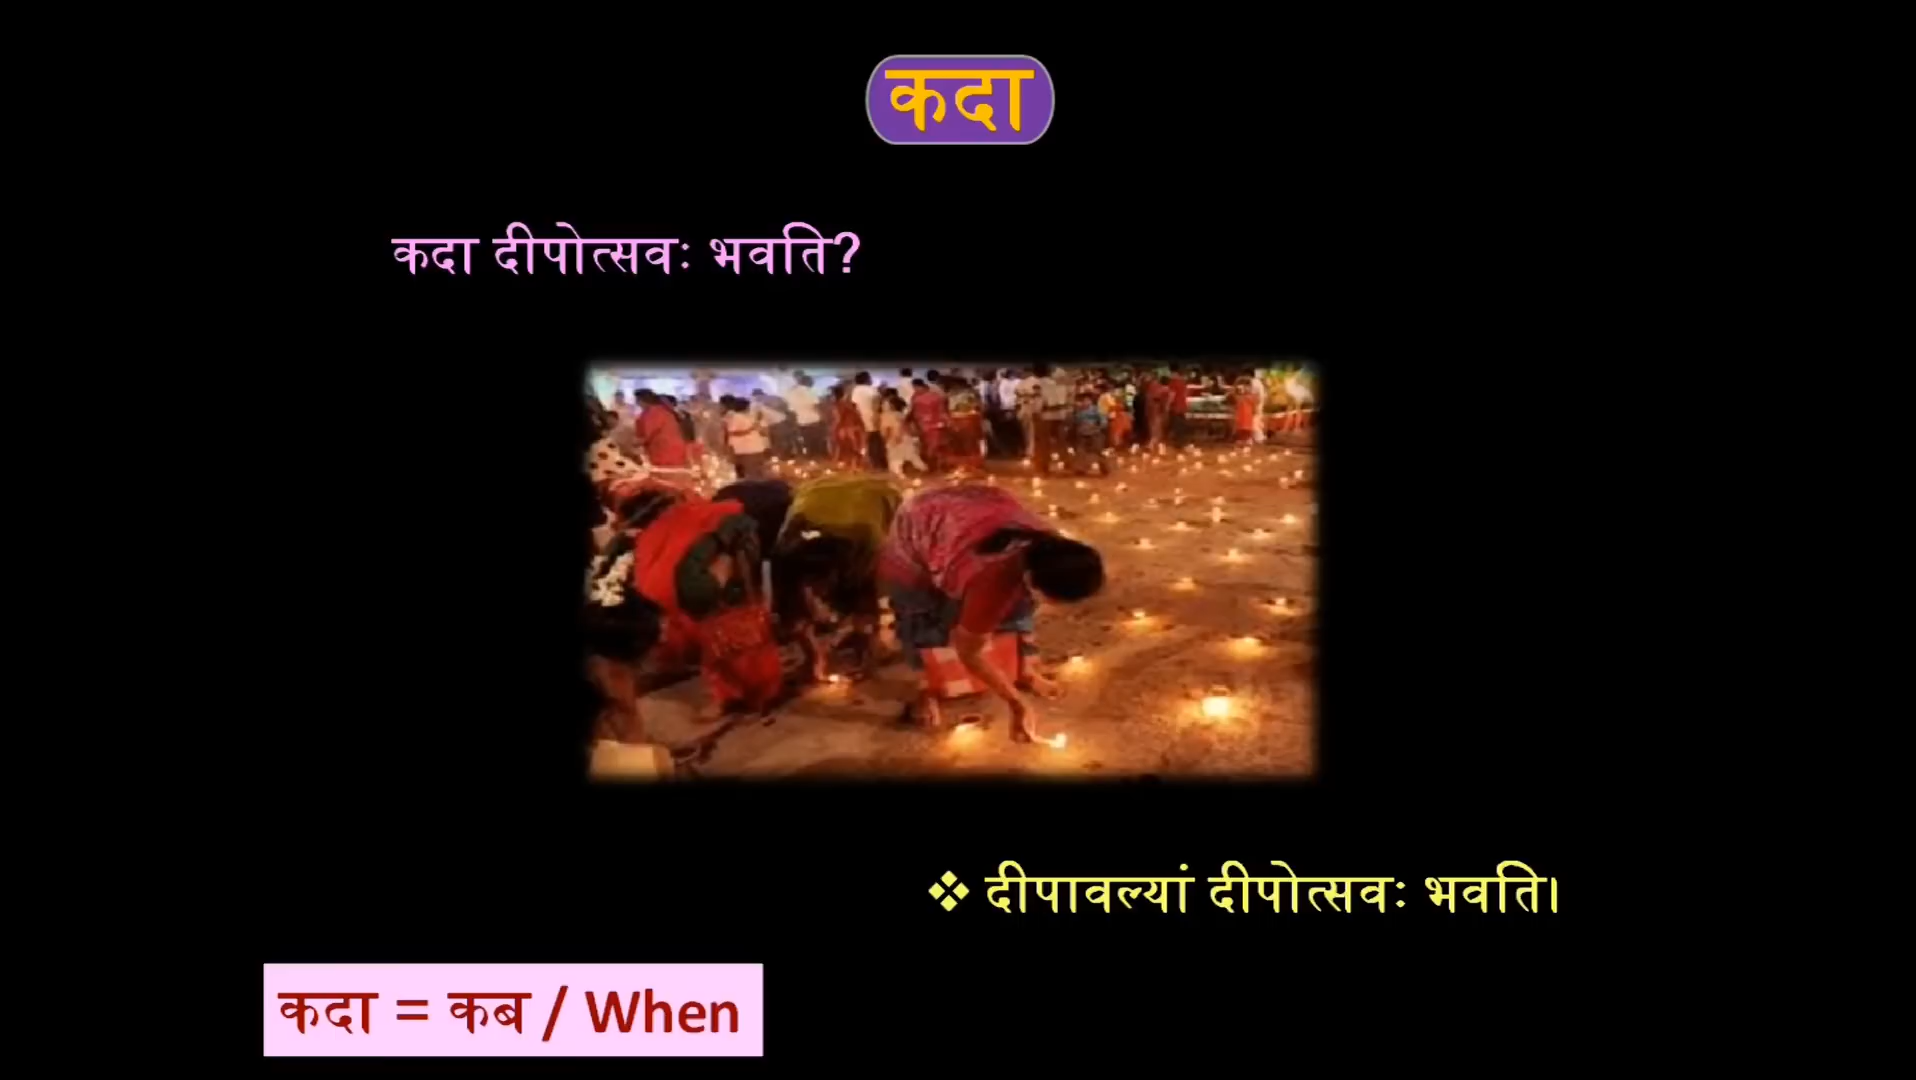 कदा
कदा दीपोत्सवः भवति?
❖ दीपावल्यां दीपोत्सवः भवति।
कदा = कब / When